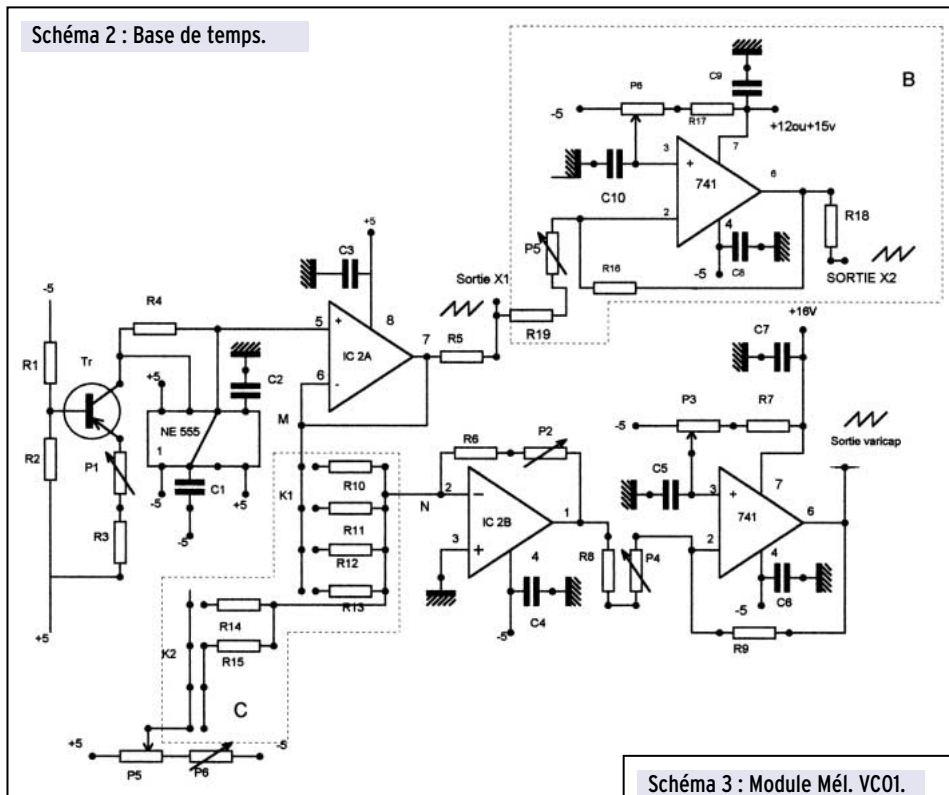 Schéma 2 : Base de temps.
B
C9
P6
-5
R17
+12ou+15v
3
+
7
741
6
C10
2
4
R18
P5
-5
C8
R16
SORTIE X2
R19
+5
C3
Sortie X1
-5
R4
5
+
8
IC 2A
7
R5
6
-
R1
Tr
C2
+5
M
NE 555
R2
1
P1
C1
-5
+5
R3
-5
+5
+16V
C7
P3
R7
-5
Sortie varicap
R6
P2
C5
3
+
7
741
6
K1
R10
N
2
-
IC 2B
1
R11
2
3
+
4
R8
P4
4
R12
C4
-5
C6
R13
-5
R9
R14
K2
R15
C
+5
-5
P5
P6
Schéma 3 : Module Mél. VCO1.